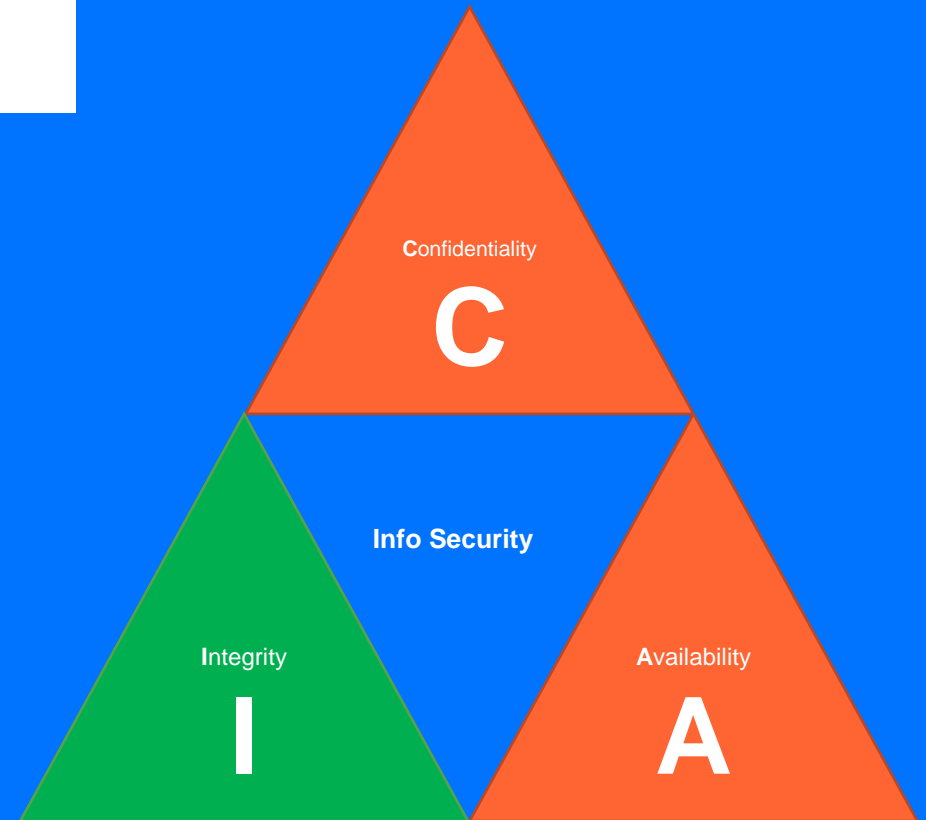 Confidentiality
C
Info Security
Integrity
I
Availability
A